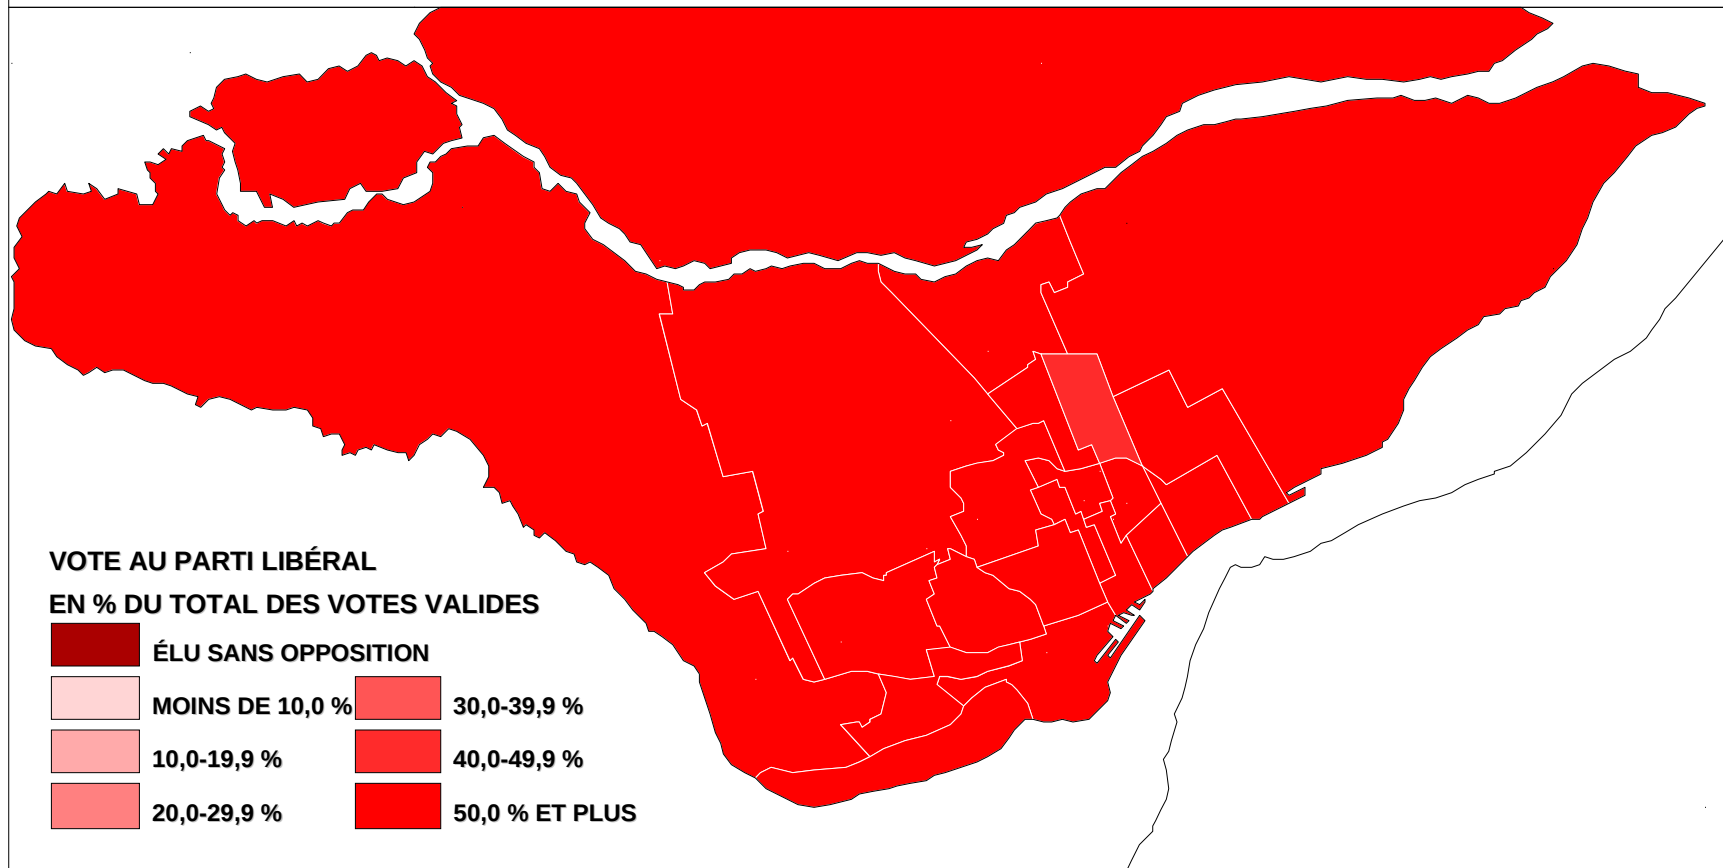 VOTE AU PARTI LIBÉRAL
EN % DU TOTAL DES VOTES VALIDES
ÉLU SANS OPPOSITION
MOINS DE 10,0 %
30,0-39,9 %
10,0-19,9 %
40,0-49,9 %
20,0-29,9 %
50,0 % ET PLUS